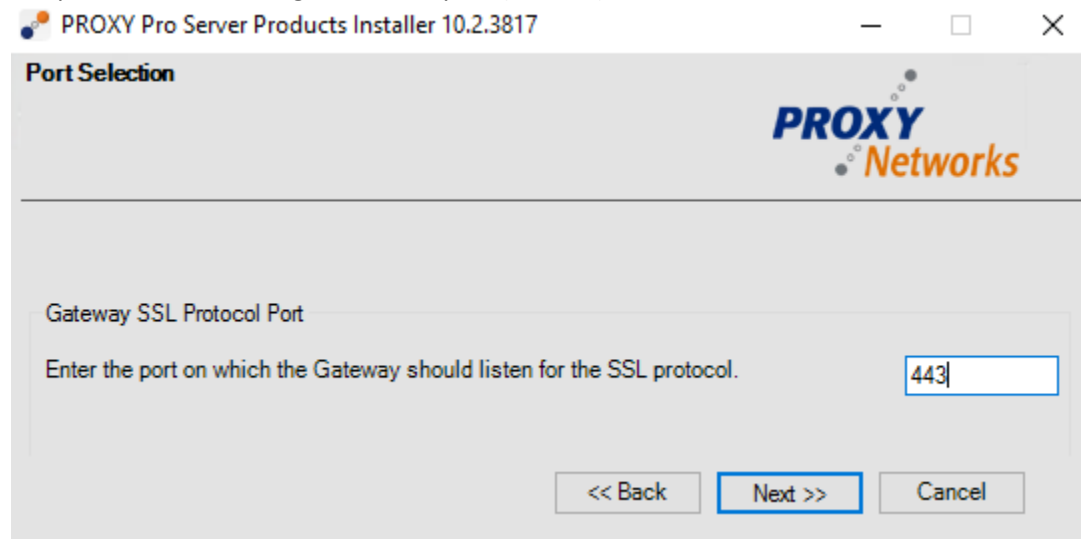 PROXY Pro Server Products Installer 10.2.3817
Port Selection
PROXY
Networks
Gateway SSL Protocol Port
Enter the port on which the Gateway should listen for the SSL protocol.
443
<< Back
Next >>
Cancel